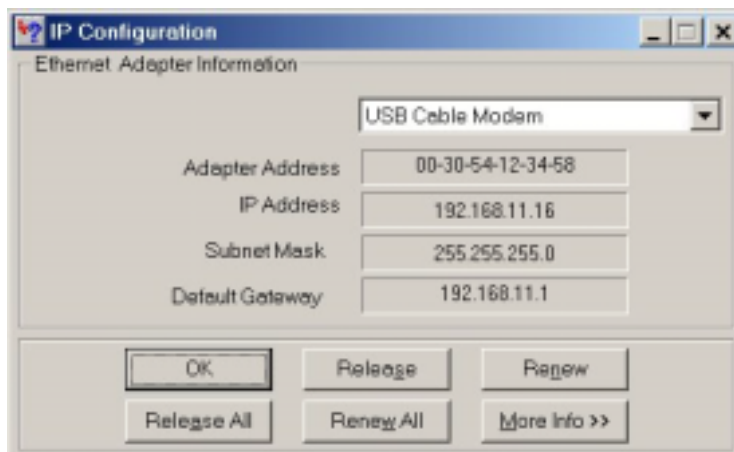 IP Configuration
Ethernet Adapter Information
USB Cable Modem
Adapter Address 00-30-54-12-34-58
IP Address 192.168.11.16
Subnet Mask 255.255.255.0
Default Gateway 192.168.11.1
OK Release Renew
Release All Renew All More Info >>